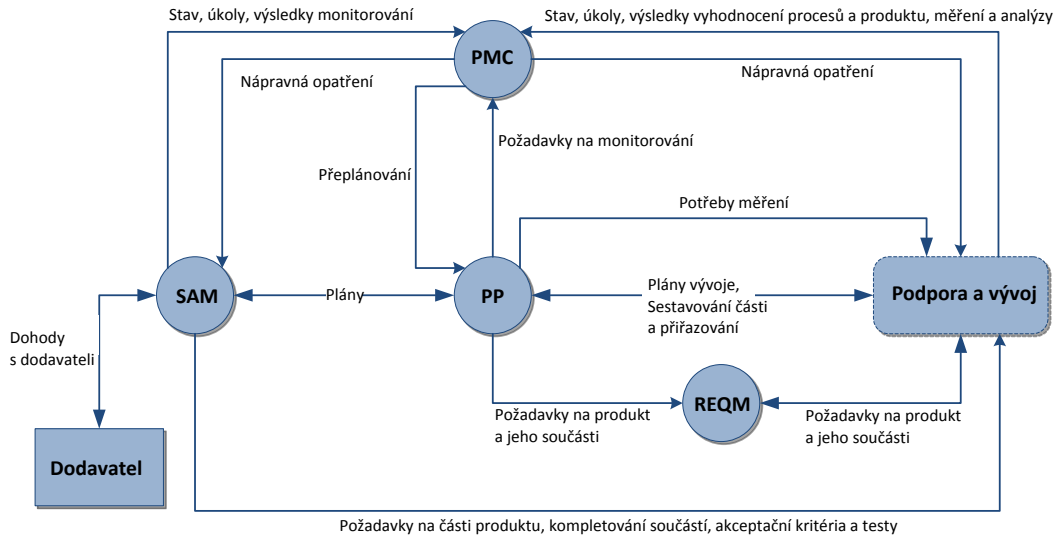 Stav, úkoly, výsledky monitorování
Stav, úkoly, výsledky vyhodnocení procesů a produktu, měření a analýzy
PMC
Nápravná opatření
Nápravná opatření
Požadavky na monitorování
Přeplánování
Potřeby měření
SAM
Plány
PP
Plány vývoje,
Sestavování části
a přiřazování
Podpora a vývoj
Dohody
s dodavateli
REQM
Požadavky na produkt
a jeho součásti
Požadavky na produkt
a jeho součásti
Dodavatel
Požadavky na části produktu, kompletování součástí, akceptační kritéria a testy